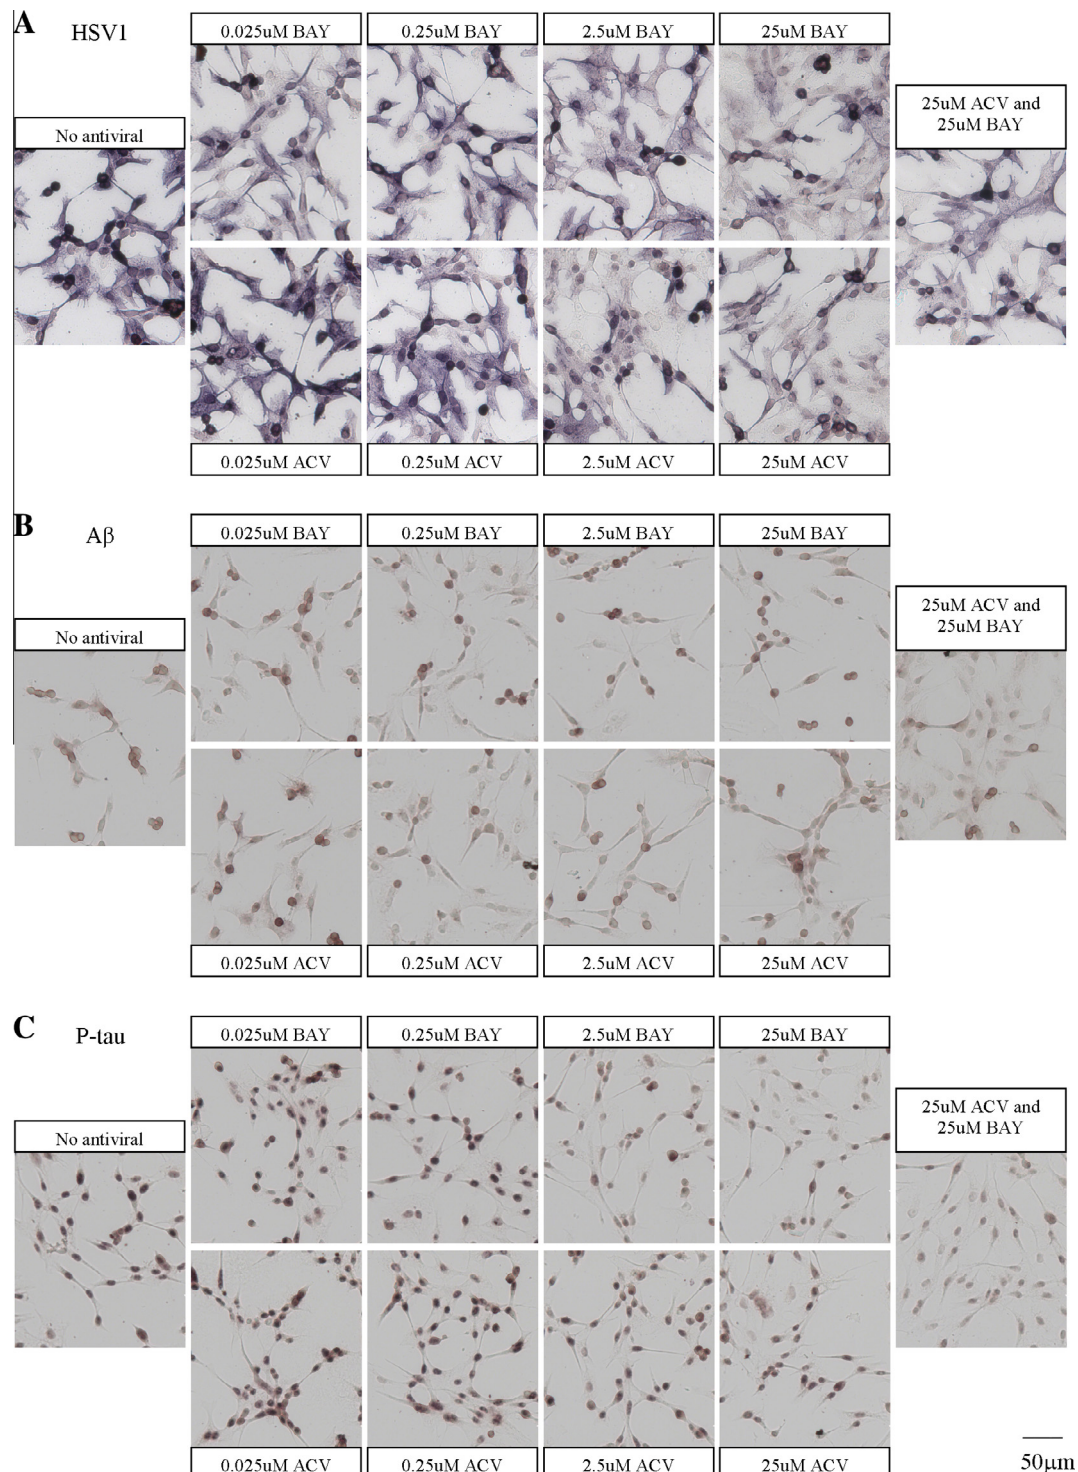 A
HSV1
0.025uM BAY
0.25uM BAY
2.5uM BAY
25uM BAY
No antiviral
25uM ACV and
25uM BAY
0.025uM ACV
0.25uM ACV
2.5uM ACV
25uM ACV
B
Aβ
0.025uM BAY
0.25uM BAY
2.5uM BAY
25uM BAY
No antiviral
25uM ACV and
25uM BAY
0.025uM ACV
0.25uM ACV
2.5uM ACV
25uM ACV
C
P-tau
0.025uM BAY
0.25uM BAY
2.5uM BAY
25uM BAY
No antiviral
25uM ACV and
25uM BAY
0.025uM ACV
0.25uM ACV
2.5uM ACV
25uM ACV
50μm